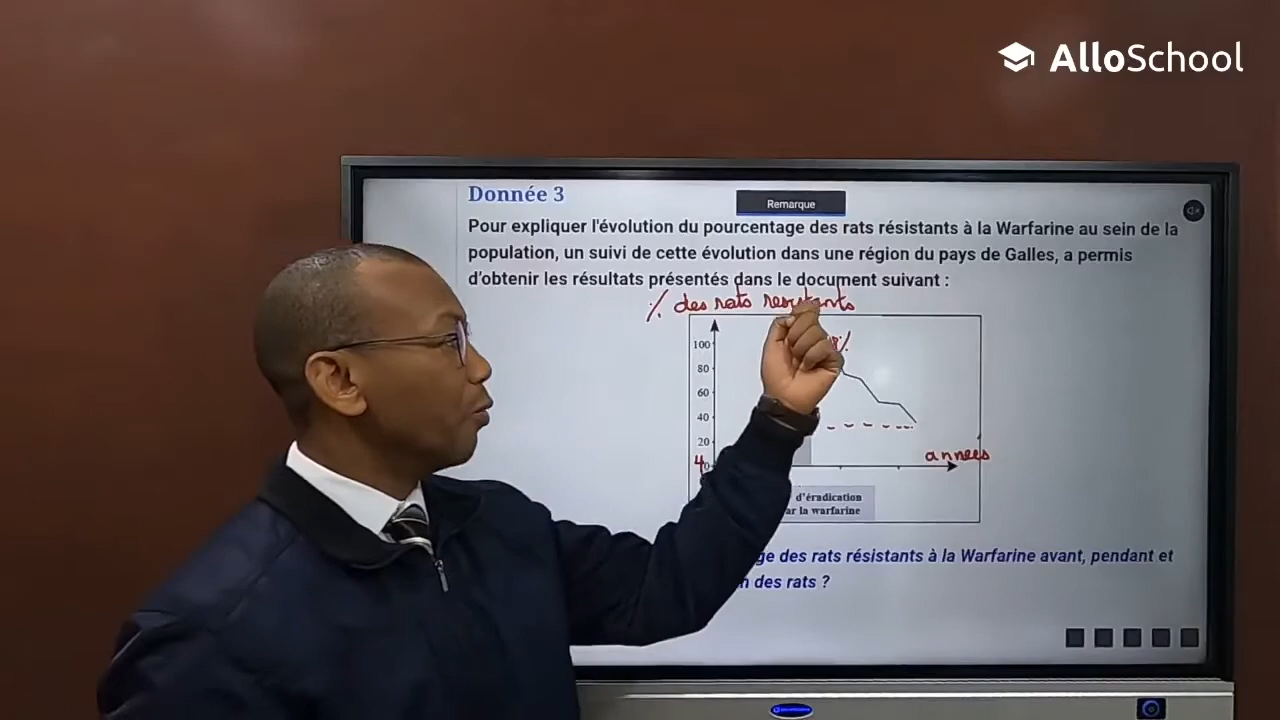 AlloSchool
Donnée 3
Remarque
Pour expliquer l'évolution du pourcentage des rats résistants à la Warfarine au sein de la
population, un suivi de cette évolution dans une région du pays de Galles, a permis
d'obtenir les résultats présentés dans le document suivant :
% des rats resistants
100
80
60
40
20
0
années
d'éradication
ar la warfarine
ge des rats résistants à la Warfarine avant, pendant et
n des rats ?